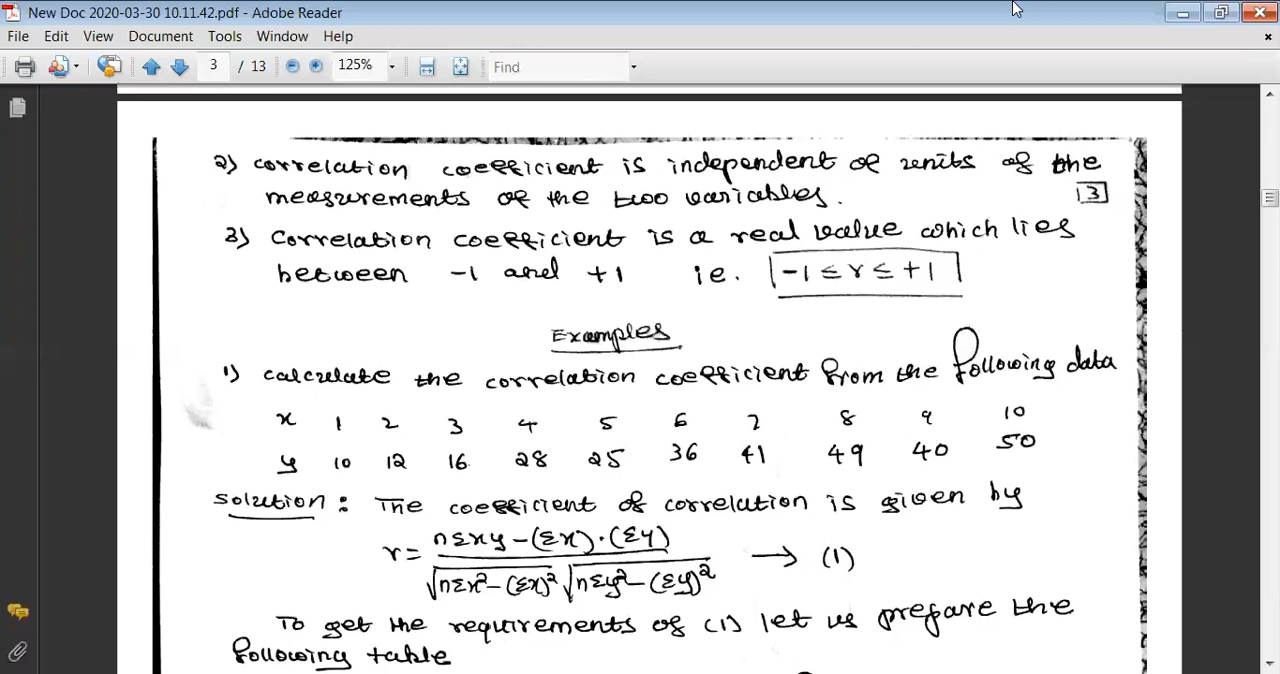 New Doc 2020-03-30 10.11.42.pdf - Adobe Reader
File Edit View Document Tools Window Help
3 / 13 125% Find
2) correlation coefficient is independent of units of the
measurements of the two variables. 3
3) correlation coefficient is a real value which lies
between -1 and +1 ie. -1 ≤ r ≤ +1
Examples
1) calculate the correlation coefficient from the following data
x 1 2 3 4 5 6 7 8 9 10
y 10 12 16 28 25 36 41 49 40 50
Solution : The coefficient of correlation is given by
r = nΣxy - (Σx)·(Σy) / √nΣx² - (Σx)² √nΣy² - (Σy)² → (1)
To get the requirements of (1) let us prepare the
following table